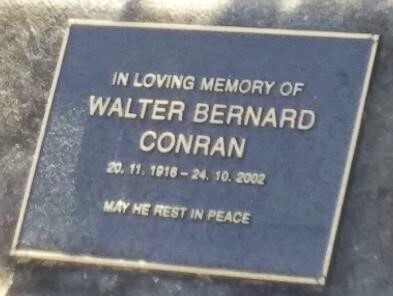 IN LOVING MEMORY OF
WALTER BERNARD
CONRAN
20. 11. 1916 – 24. 10. 2002
MAY HE REST IN PEACE